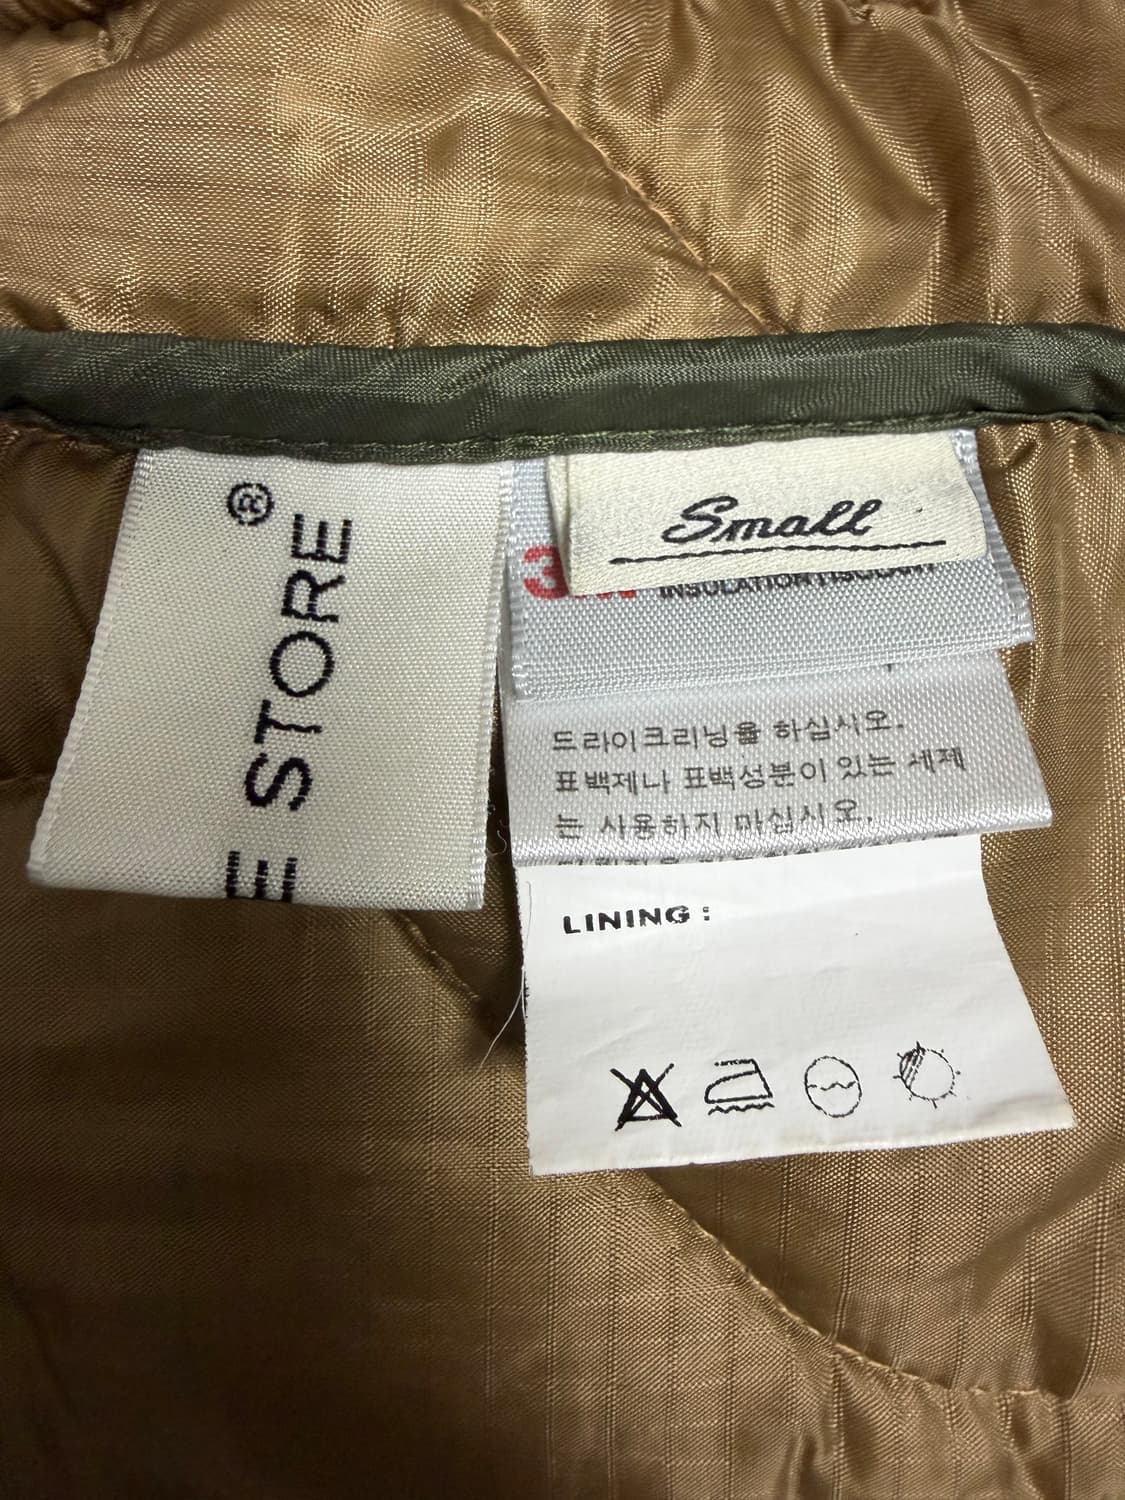 E STORE®
Small
드라이크리닝을 하십시오.
표백제나 표백성분이 있는 세제
는 사용하지 마십시오.
LINING :